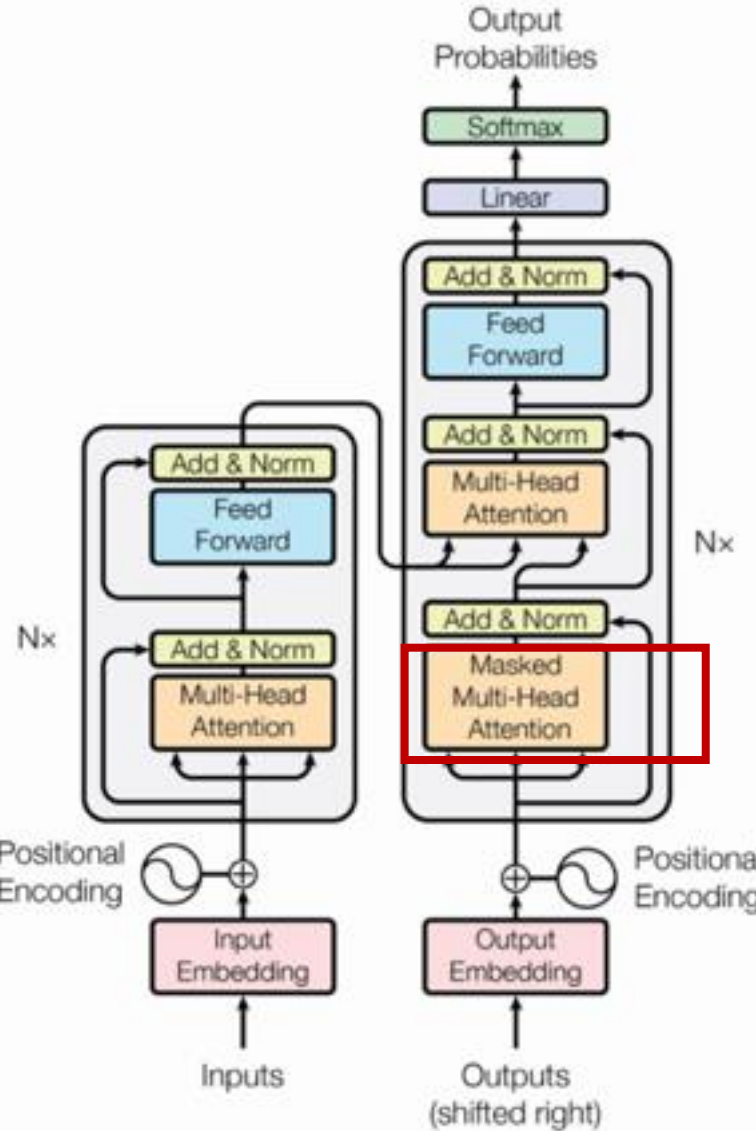 Output
Probabilities
Softmax
Linear
Add & Norm
Feed
Forward
Add & Norm
Multi-Head
Attention
Add & Norm
Masked
Multi-Head
Attention
Nx
Add & Norm
Feed
Forward
Add & Norm
Multi-Head
Attention
Nx
Positional
Encoding
Positiona
Encoding
Input
Embedding
Output
Embedding
Inputs
Outputs
(shifted right)